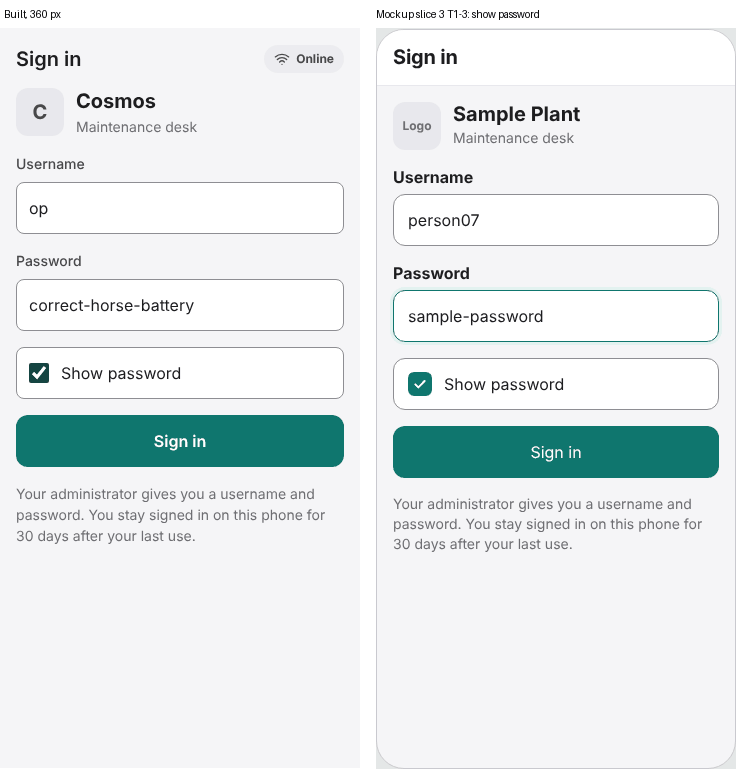 Built, 360 px
Sign in
Online
C
Cosmos
Maintenance desk
Username
op
Password
correct-horse-battery
Show password
Sign in
Your administrator gives you a username and
password. You stay signed in on this phone for
30 days after your last use.
Mockup slice 3 T1-3: show password
Sign in
Logo
Sample Plant
Maintenance desk
Username
person07
Password
sample-password
Show password
Sign in
Your administrator gives you a username and
password. You stay signed in on this phone for
30 days after your last use.